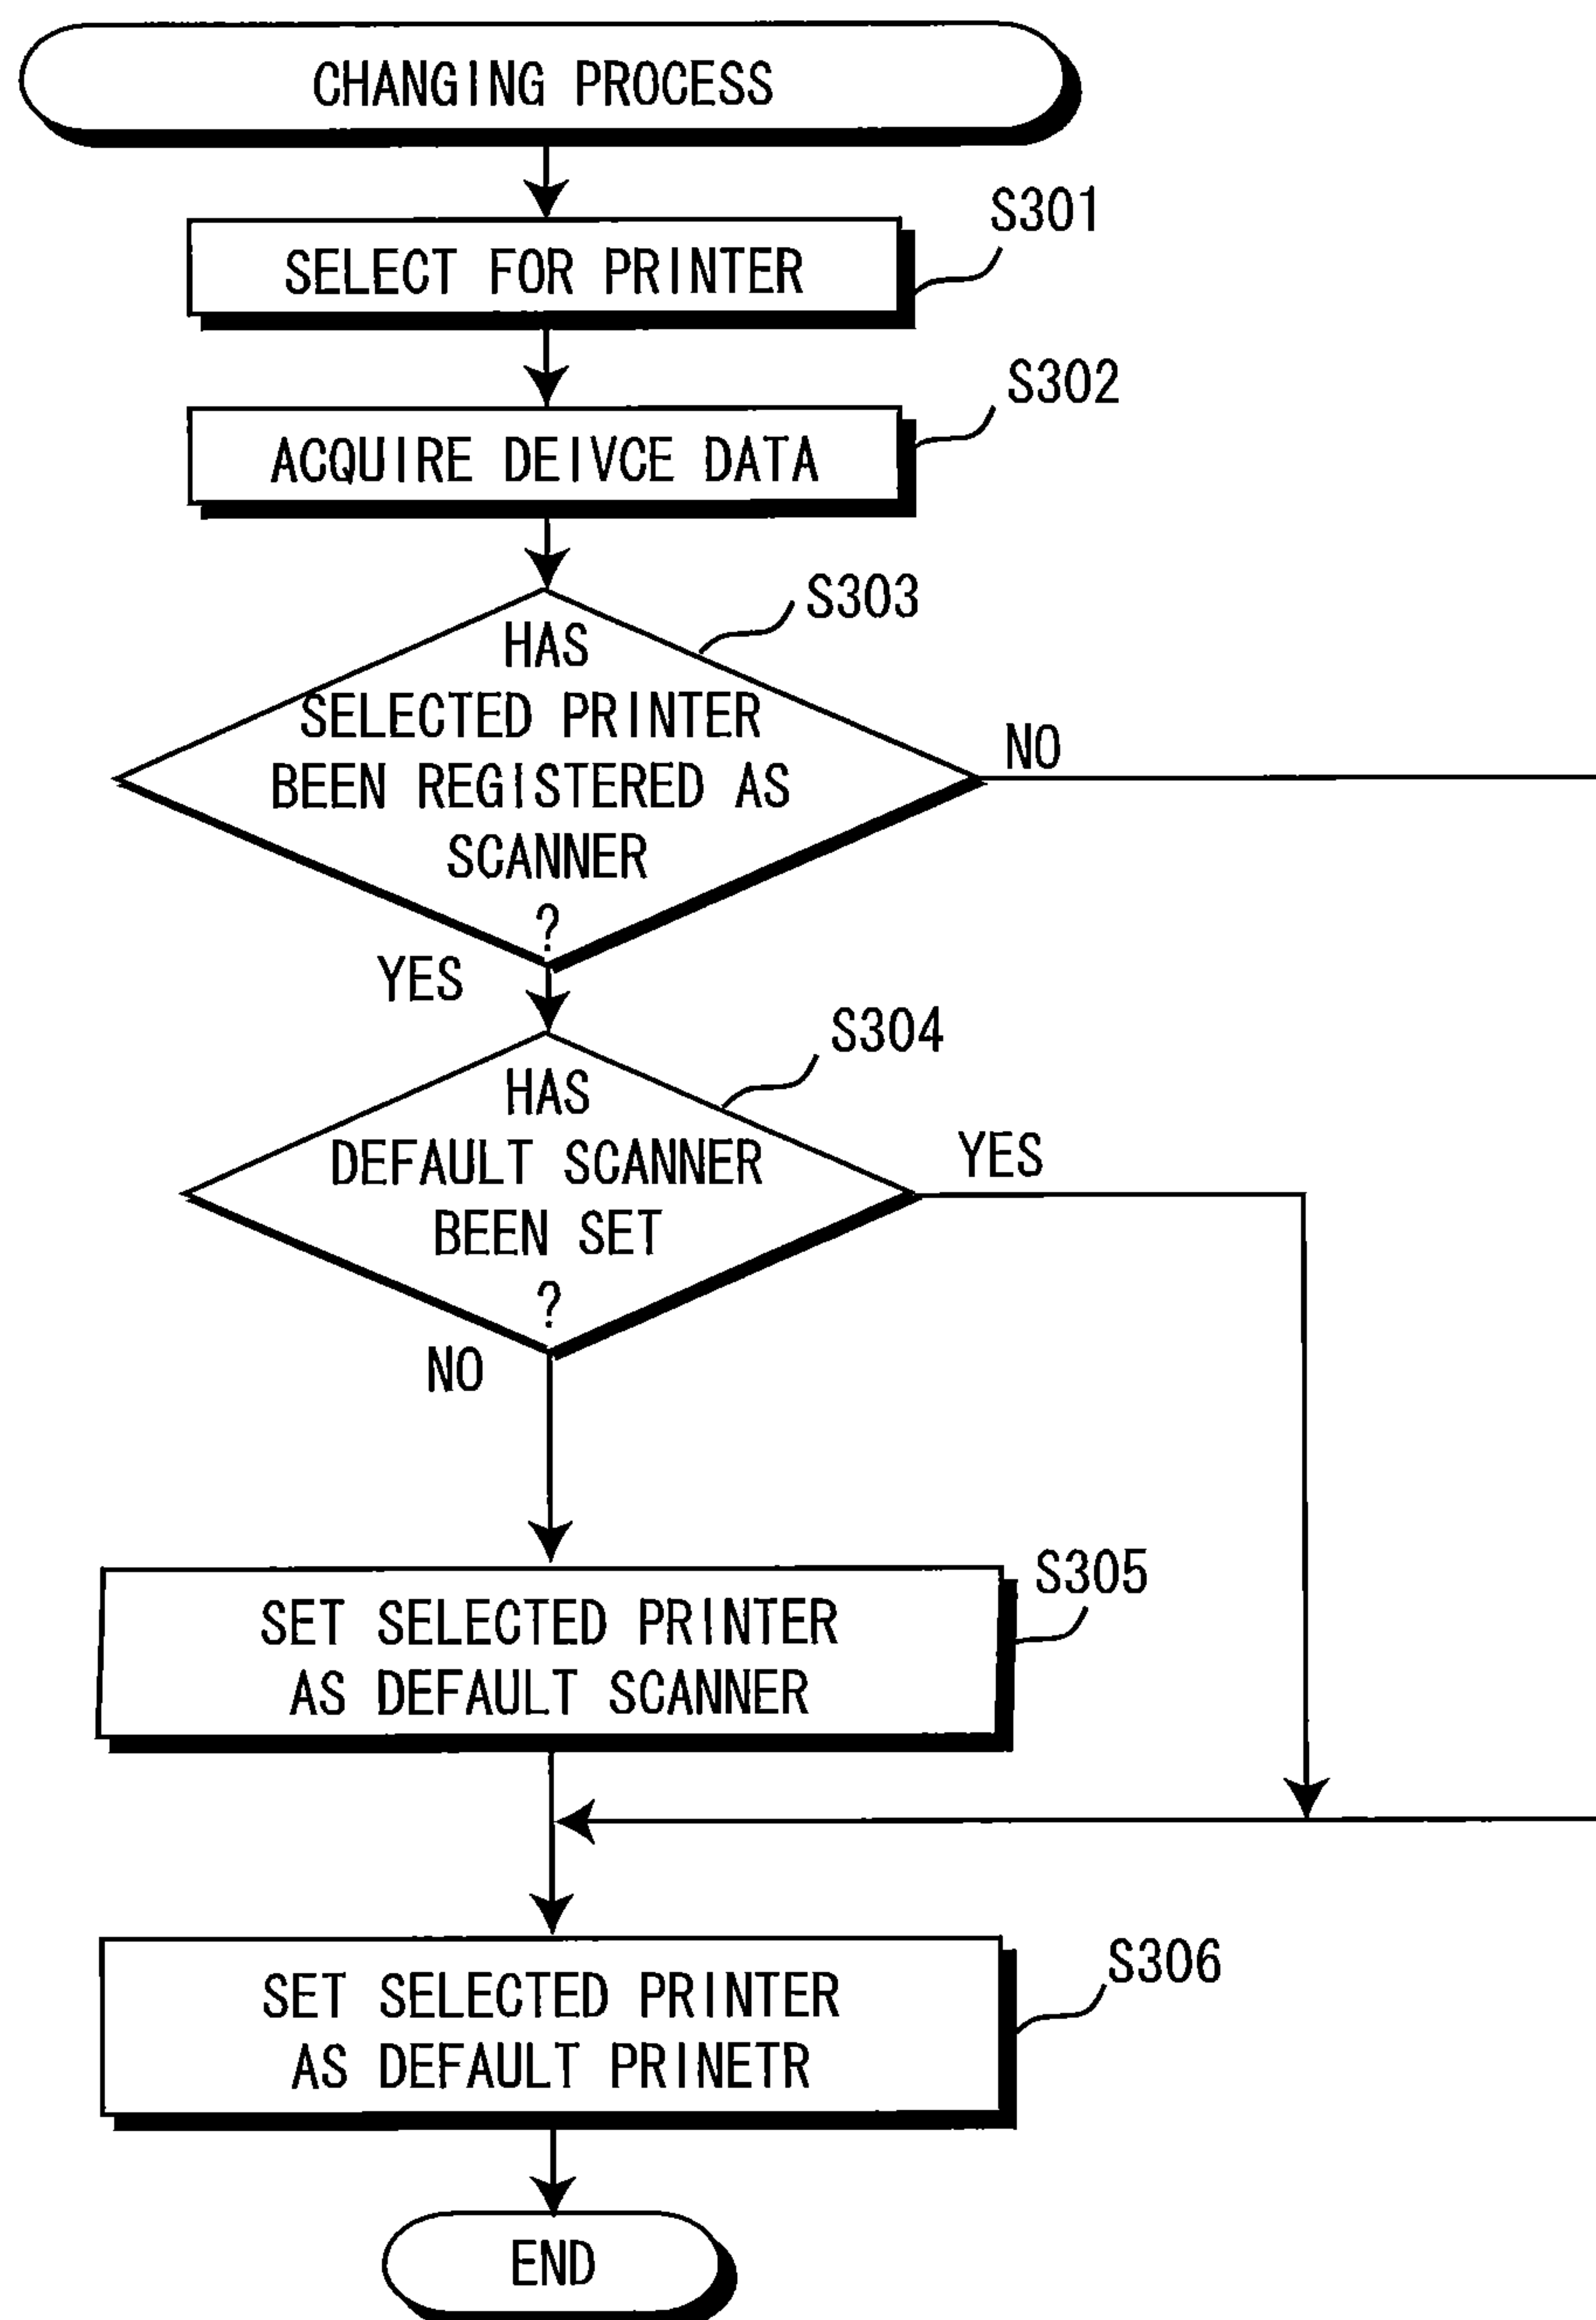 CHANGING PROCESS
S301
SELECT FOR PRINTER
S302
ACQUIRE DEIVCE DATA
S303
HAS
SELECTED PRINTER
BEEN REGISTERED AS
SCANNER
?
NO
YES
S304
HAS
DEFAULT SCANNER
BEEN SET
?
YES
NO
S305
SET SELECTED PRINTER
AS DEFAULT SCANNER
S306
SET SELECTED PRINTER
AS DEFAULT PRINETR
END